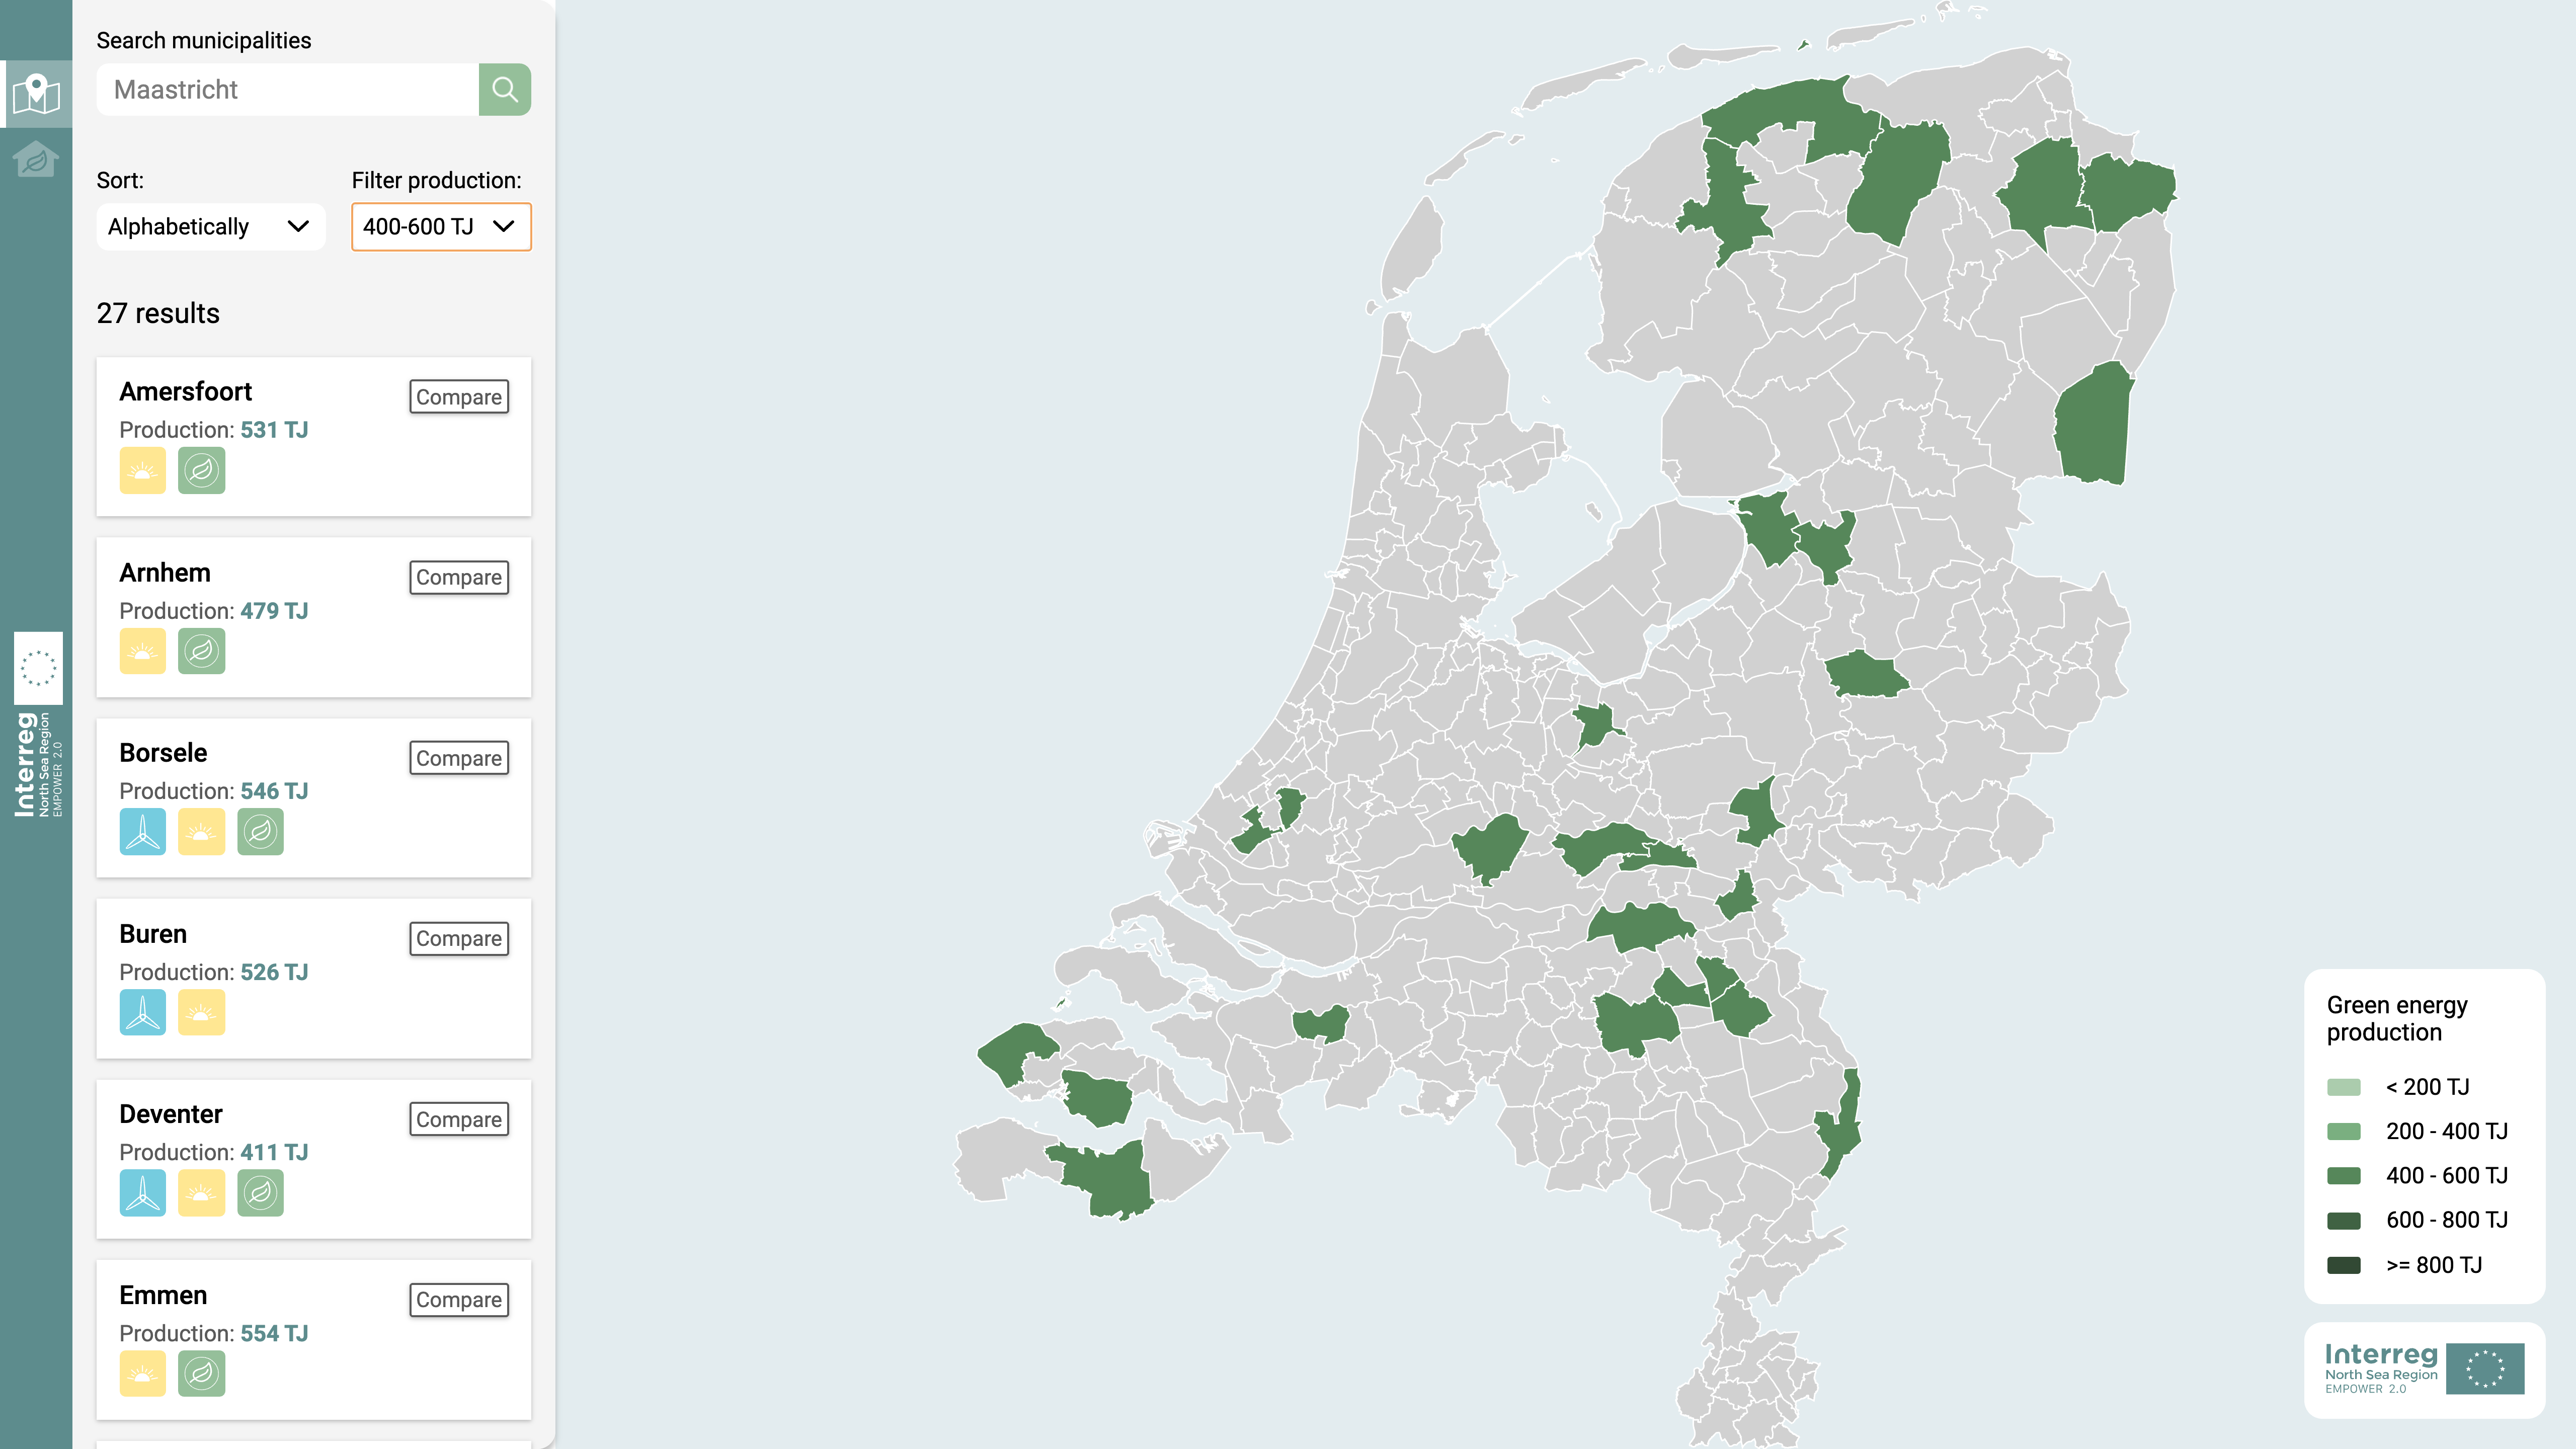 Search municipalities
Maastricht
Sort:
Filter production:
Alphabetically
400-600 TJ
27 results
Amersfoort
Compare
Production: 531 TJ
Arnhem
Compare
Production: 479 TJ
Borsele
Compare
Production: 546 TJ
Buren
Compare
Production: 526 TJ
Deventer
Compare
Production: 411 TJ
Emmen
Compare
Production: 554 TJ
Interreg
North Sea Region
EMPOWER 2.0
Green energy
production
< 200 TJ
200 - 400 TJ
400 - 600 TJ
600 - 800 TJ
>= 800 TJ
Interreg
North Sea Region
EMPOWER 2.0